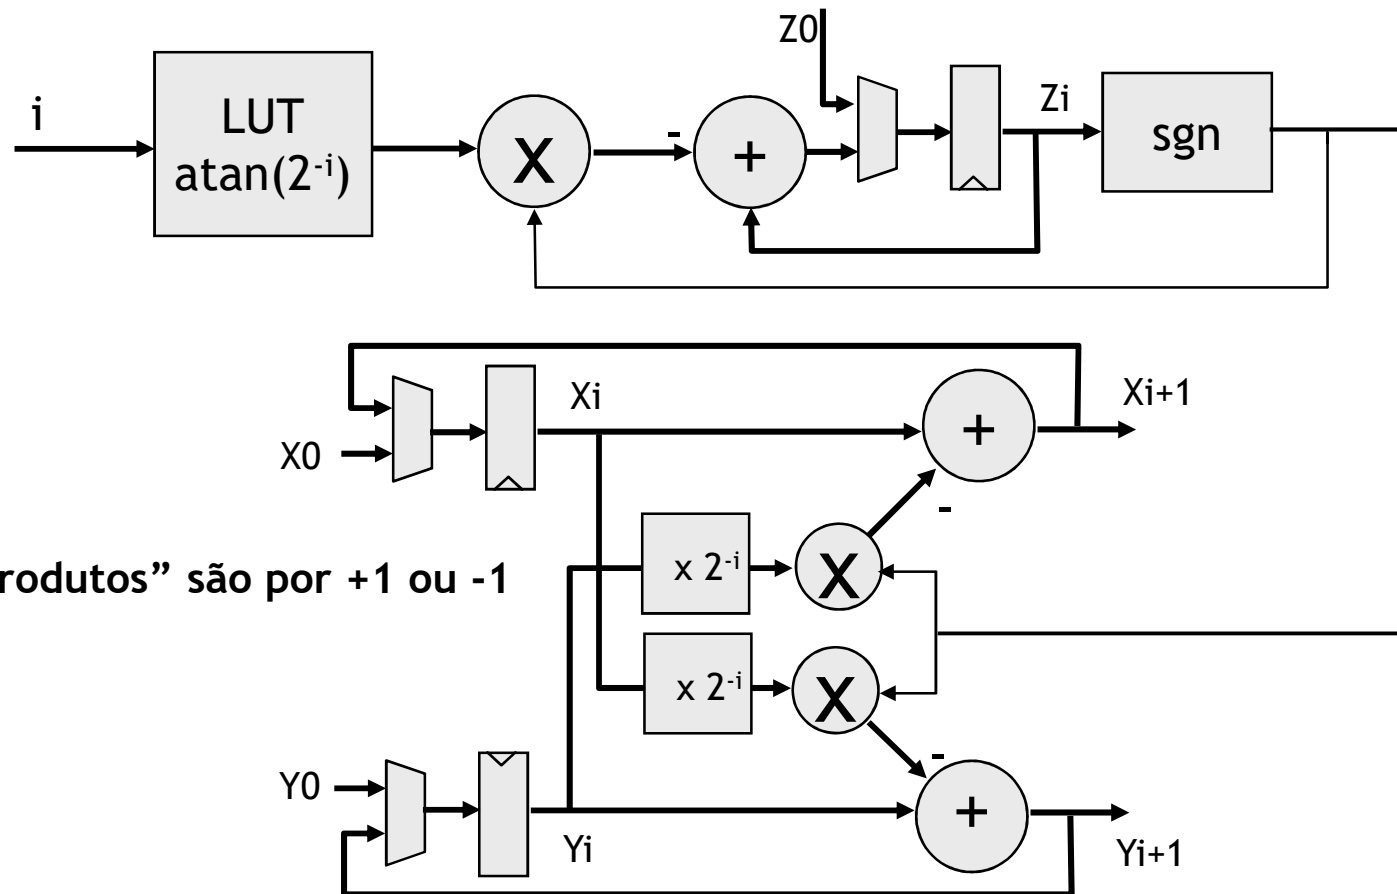 Z0
i
LUT
atan(2⁻ⁱ)
X
-
+
Zi
sgn
Xi
+
Xi+1
X0
-
x 2⁻ⁱ
X
rodutos” são por +1 ou -1
x 2⁻ⁱ
X
-
Y0
+
Yi
Yi+1